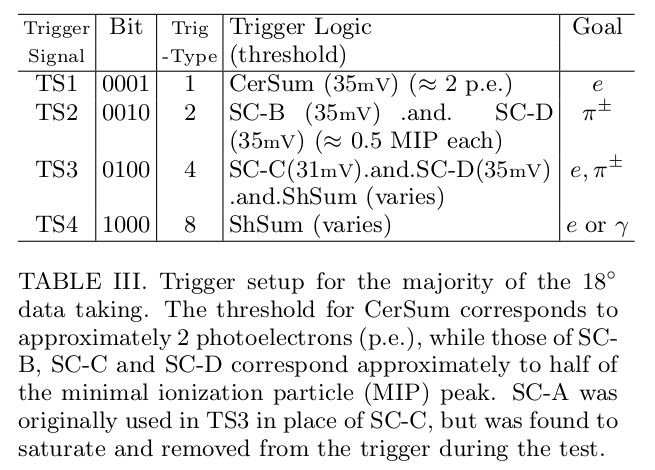 Trigger Bit Trig Trigger Logic Goal
Signal -Type (threshold)
TS1 0001 1 CerSum (35mV) (≈ 2 p.e.) e
TS2 0010 2 SC-B (35mV) .and. SC-D π±
(35mV) (≈ 0.5 MIP each)
TS3 0100 4 SC-C(31mV).and.SC-D(35mV) e, π±
.and.ShSum (varies)
TS4 1000 8 ShSum (varies) e or γ
TABLE III. Trigger setup for the majority of the 18°
data taking. The threshold for CerSum corresponds to
approximately 2 photoelectrons (p.e.), while those of SC-
B, SC-C and SC-D correspond approximately to half of
the minimal ionization particle (MIP) peak. SC-A was
originally used in TS3 in place of SC-C, but was found to
saturate and removed from the trigger during the test.